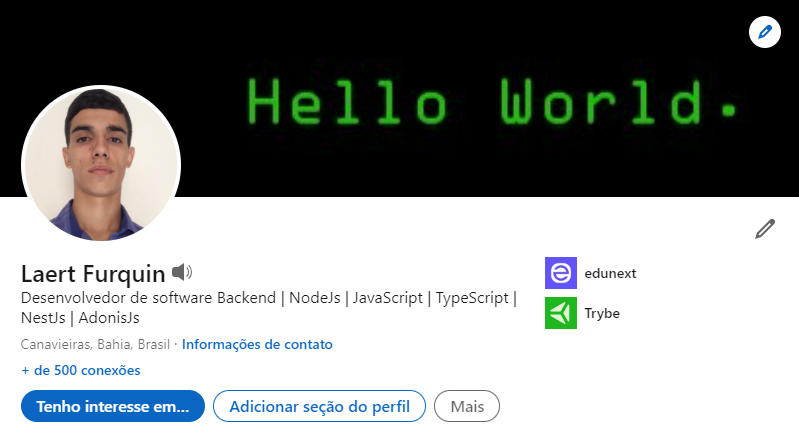 Hello World.
Laert Furquin
Desenvolvedor de software Backend | NodeJs | JavaScript | TypeScript |
NestJs | AdonisJs
Canavieiras, Bahia, Brasil · Informações de contato
+ de 500 conexões
Tenho interesse em...
Adicionar seção do perfil
Mais
edunext
Trybe